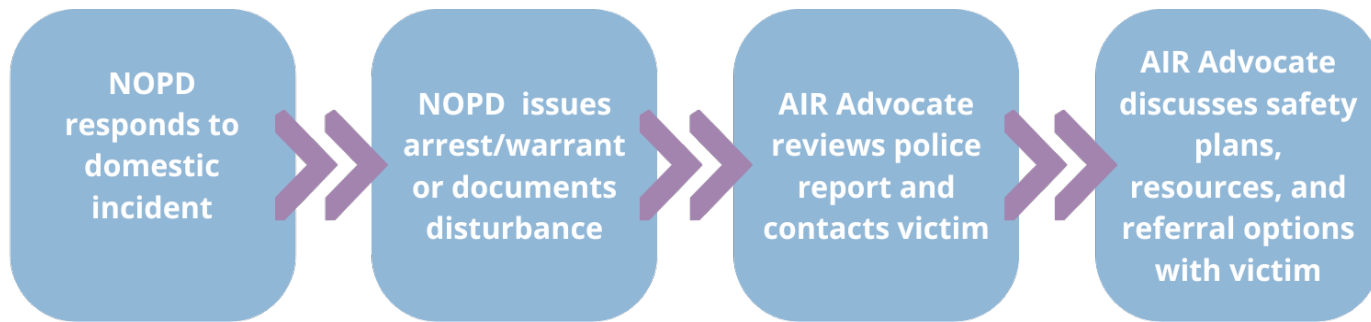 NOPD
responds to
domestic
incident
NOPD  issues
arrest/warrant
or documents
disturbance
AIR Advocate
reviews police
report and
contacts victim
AIR Advocate
discusses safety
plans,
resources, and
referral options
with victim